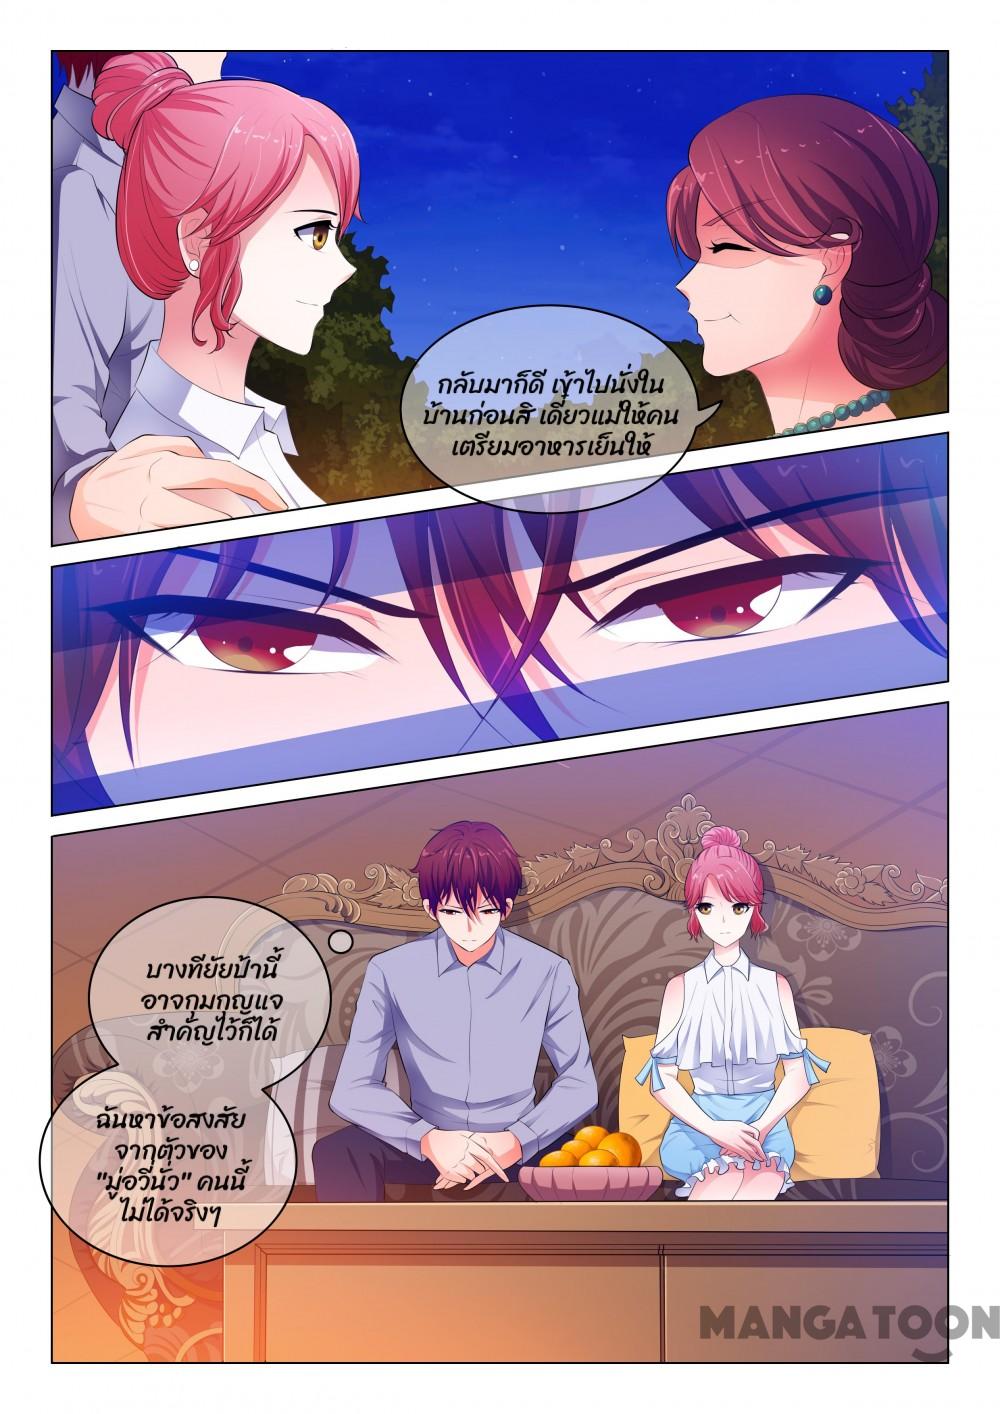 กลับมาก็ดี เข้าไปนั่งใน
บ้านก่อนสิ เดี๋ยวแม่ให้คน
เตรียมอาหารเย็นให้
บางทียัยป้านี้
อาจกุมกุญแจ
สำคัญไว้ก็ได้
ฉันหาข้อสงสัย
จากตัวของ
"มู่อวี่นั่ว" คนนี้
ไม่ได้จริงๆ
MANGATOON